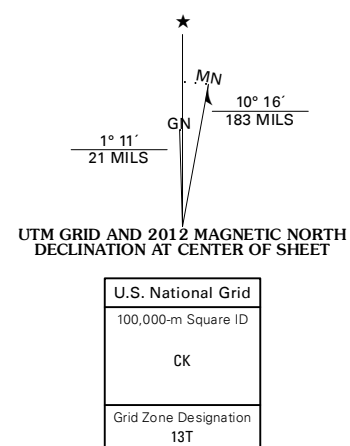 ★
MN
GN
1° 11´
21 MILS
10° 16´
183 MILS
UTM GRID AND 2012 MAGNETIC NORTH
DECLINATION AT CENTER OF SHEET
U.S. National Grid
100,000-m Square ID
CK
Grid Zone Designation
13T